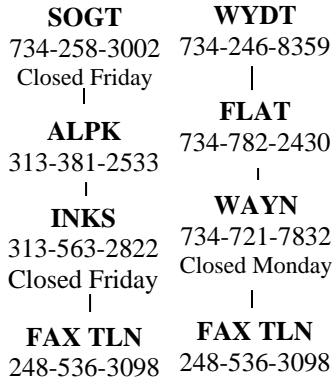 SOGT
734-258-3002
Closed Friday
ALPK
313-381-2533
INKS
313-563-2822
Closed Friday
FAX TLN
248-536-3098
WYDT
734-246-8359
FLAT
734-782-2430
WAYN
734-721-7832
Closed Monday
FAX TLN
248-536-3098